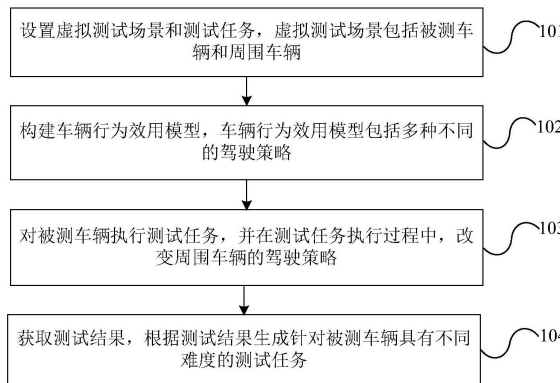 设置虚拟测试场景和测试任务，虚拟测试场景包括被测车
辆和周围车辆
101
构建车辆行为效用模型，车辆行为效用模型包括多种不同
的驾驶策略
102
对被测车辆执行测试任务，并在测试任务执行过程中，改
变周围车辆的驾驶策略
103
获取测试结果，根据测试结果生成针对被测车辆具有不同
难度的测试任务
104